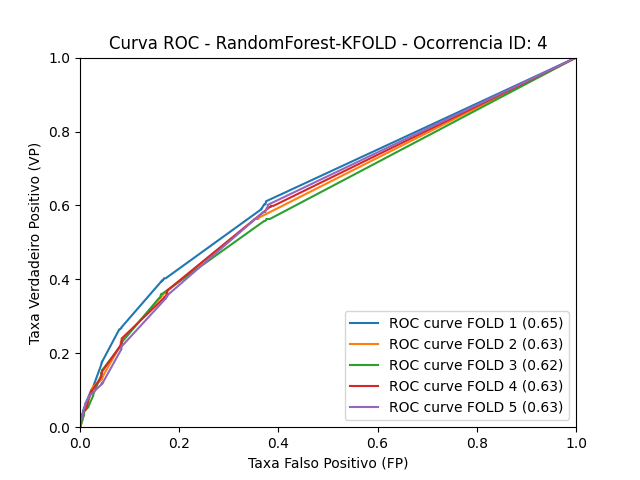 Curva ROC - RandomForest-KFOLD - Ocorrencia ID: 4
Taxa Verdadeiro Positivo (VP)
1.0
0.8
0.6
0.4
0.2
0.0
ROC curve FOLD 1 (0.65)
ROC curve FOLD 2 (0.63)
ROC curve FOLD 3 (0.62)
ROC curve FOLD 4 (0.63)
ROC curve FOLD 5 (0.63)
0.0 0.2 0.4 0.6 0.8 1.0
Taxa Falso Positivo (FP)